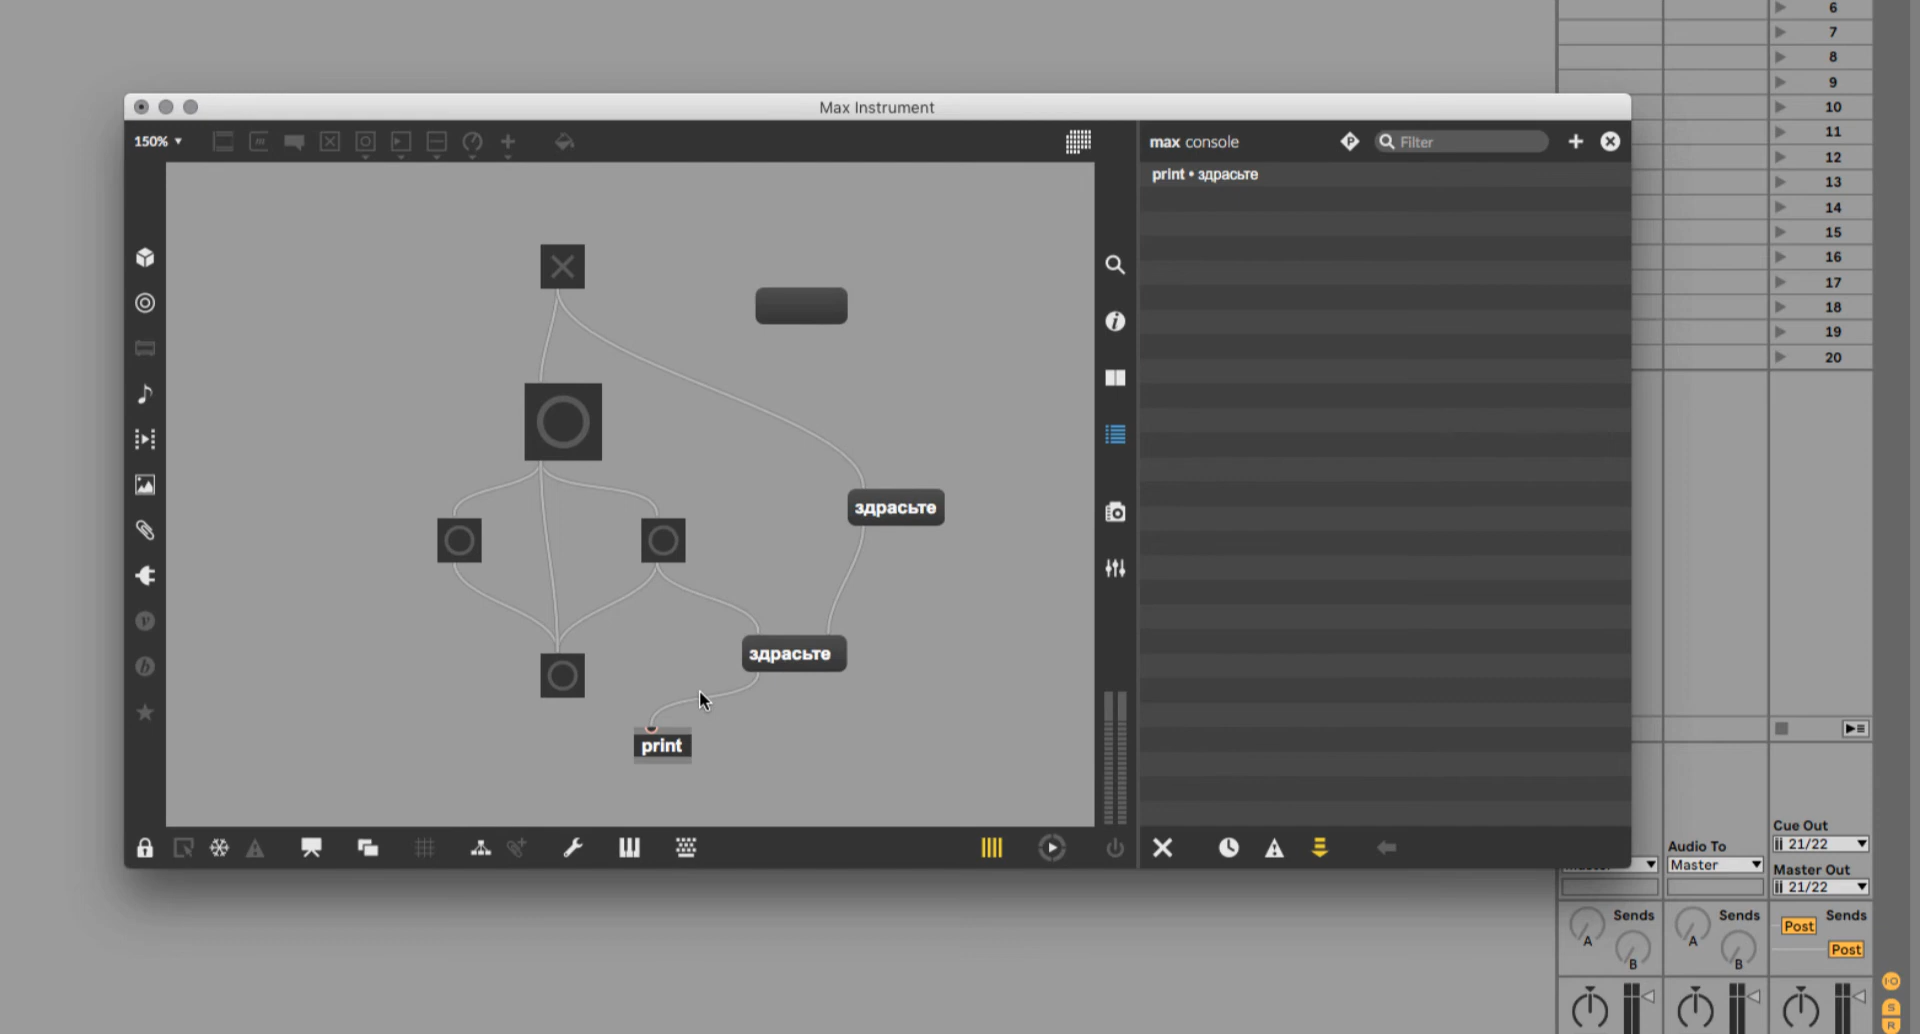 6
7
8
9
Max Instrument
10
150%
max console
Filter
11
12
print • здрасьте
13
14
15
16
17
18
19
20
здрасьте
здрасьте
print
Cue Out
21/22
Audio To
Master
Master Out
21/22
Sends
Sends
Sends
Post
A
A
B
B
Post
I·O
S
R